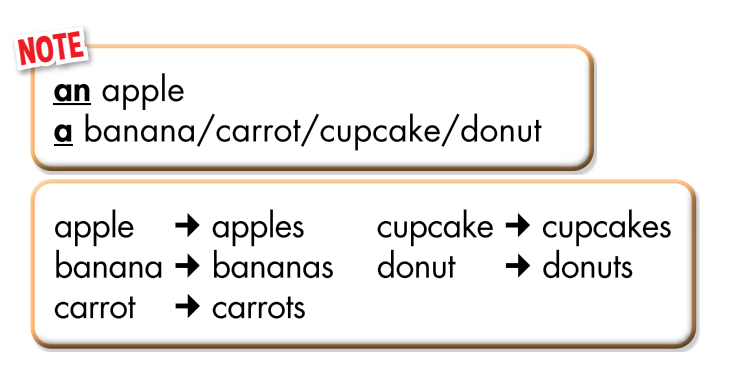 NOTE
an apple
a banana/carrot/cupcake/donut
apple → apples cupcake → cupcakes
banana → bananas donut → donuts
carrot → carrots